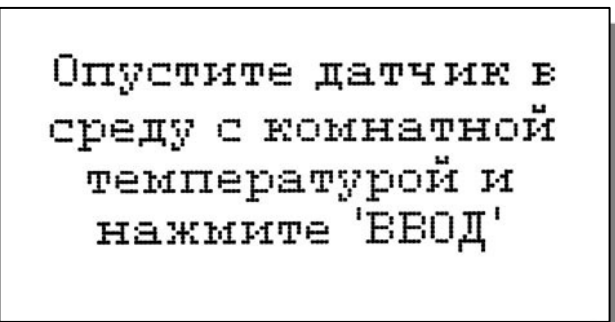 Опустите датчик в
среду с комнатной
температурой и
нажмите 'ВВОД'